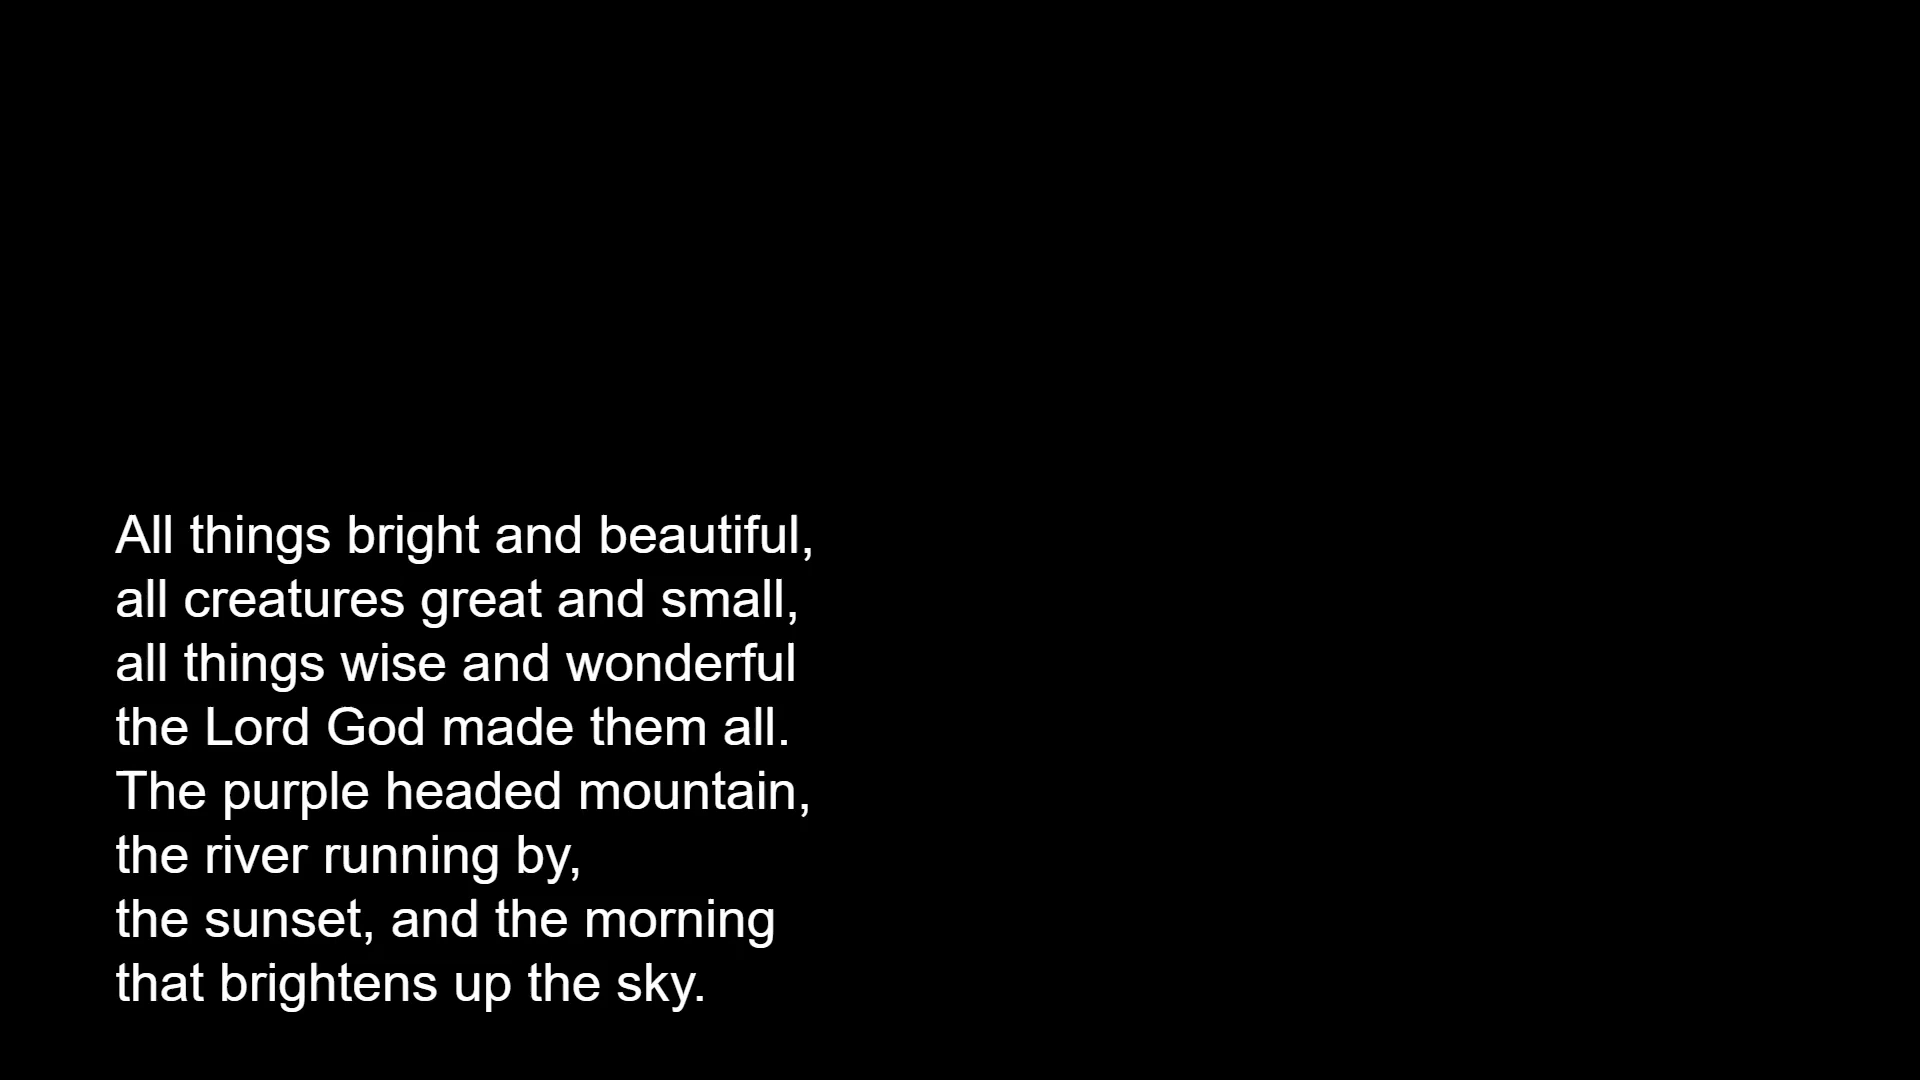 All things bright and beautiful,
all creatures great and small,
all things wise and wonderful
the Lord God made them all.
The purple headed mountain,
the river running by,
the sunset, and the morning
that brightens up the sky.